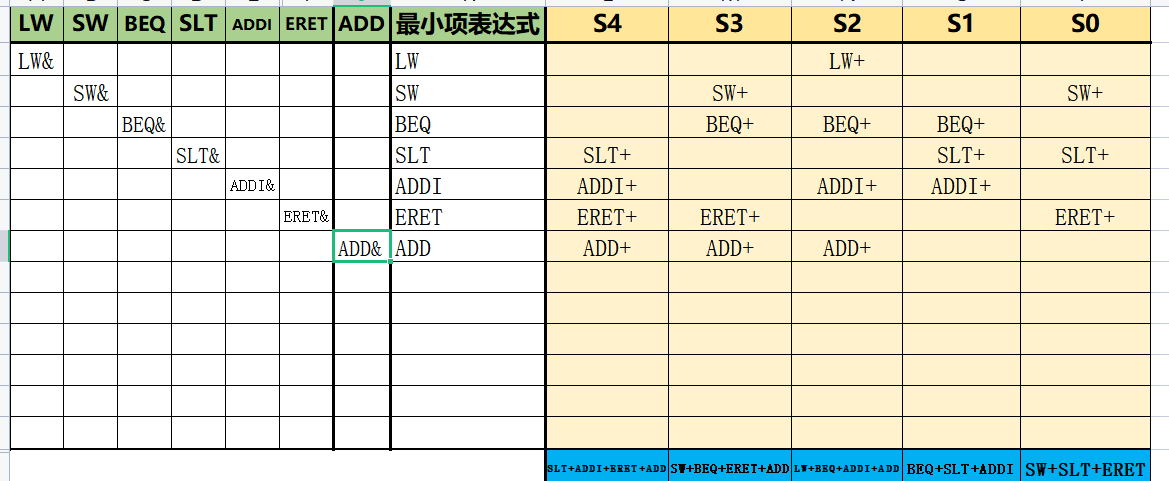 LW SW BEQ SLT ADDI ERET ADD 最小项表达式 S4 S3 S2 S1 S0
LW& LW LW+
SW& SW SW+ SW+
BEQ& BEQ BEQ+ BEQ+ BEQ+
SLT& SLT SLT+ SLT+ SLT+
ADDI& ADDI ADDI+ ADDI+ ADDI+
ERET& ERET ERET+ ERET+ ERET+
ADD& ADD ADD+ ADD+ ADD+
SLT+ADDI+ERET+ADD SW+BEQ+ERET+ADD LW+BEQ+ADDI+ADD BEQ+SLT+ADDI SW+SLT+ERET